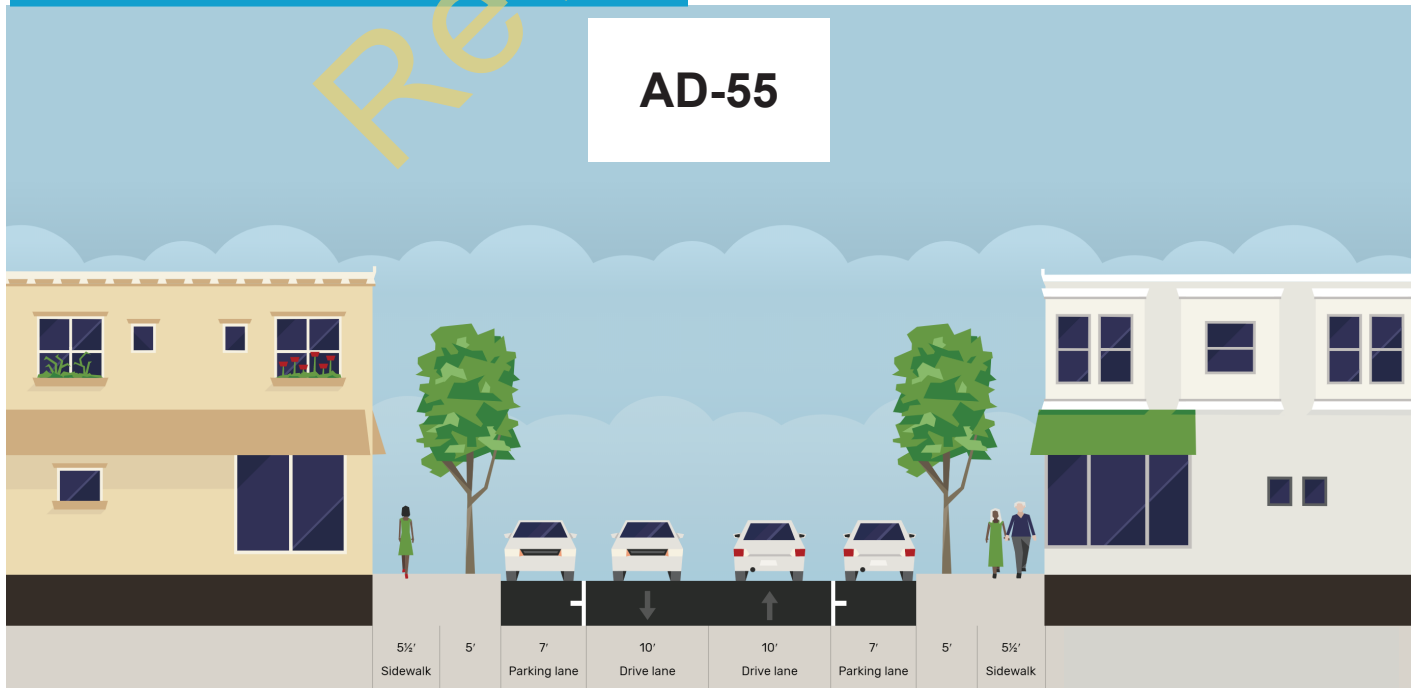 Re
AD-55
5½′ 5′ 7′ 10′ 10′ 7′ 5′ 5½′
Sidewalk Parking lane Drive lane Drive lane Parking lane Sidewalk